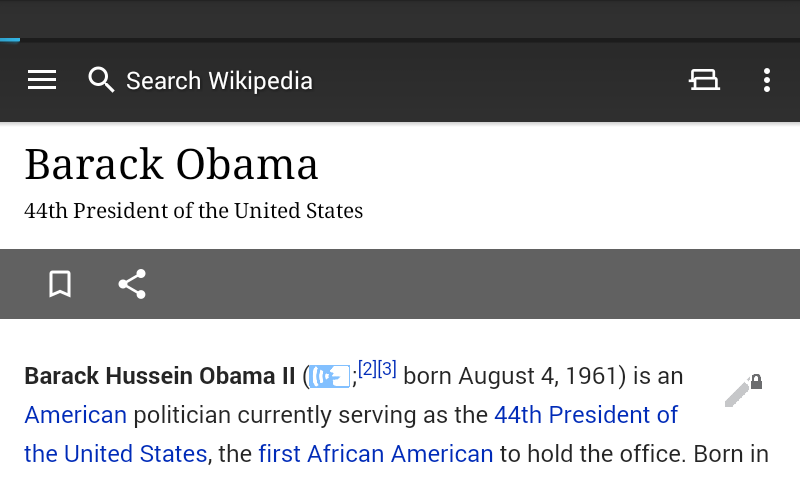 Search Wikipedia
Barack Obama
44th President of the United States
Barack Hussein Obama II (;[2][3] born August 4, 1961) is an
American politician currently serving as the 44th President of
the United States, the first African American to hold the office. Born in